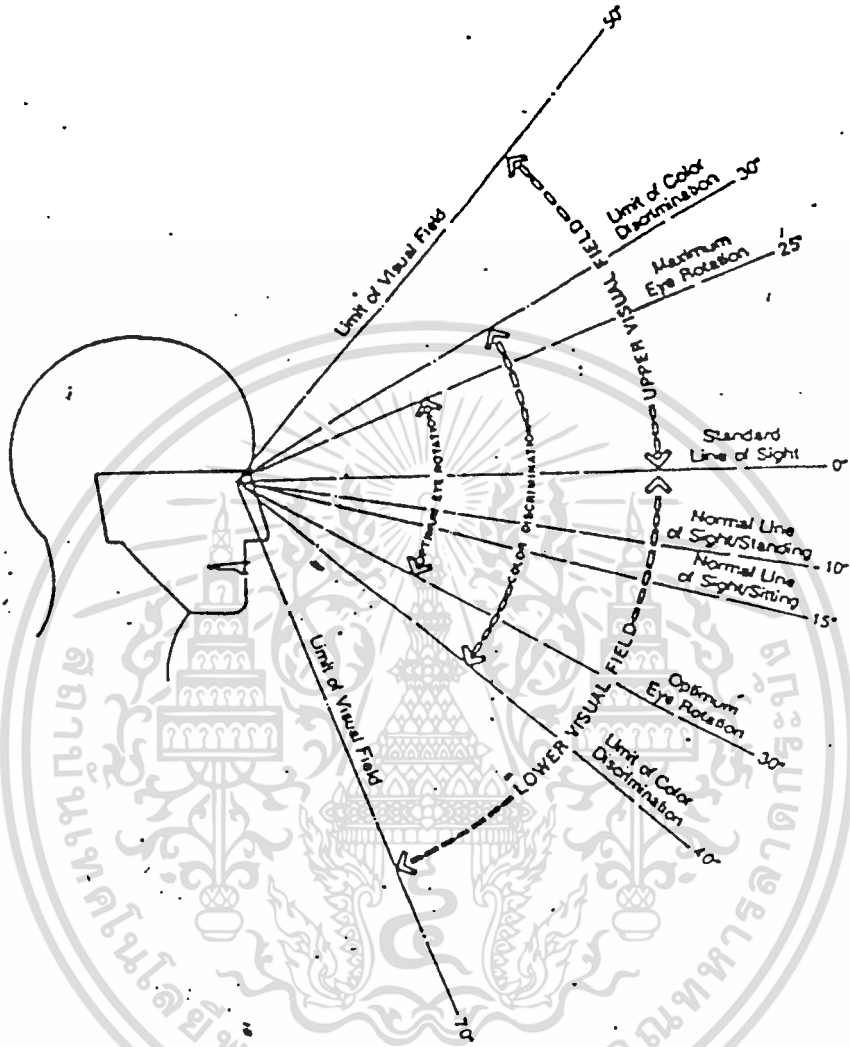 50°
Limit of Visual Field
Limit of Color
Discrimination
30°
Maximum
Eye Rotation
25°
UPPER VISUAL FIELD
OPTIMUM EYE ROTATION
COLOR DISCRIMINATION
Standard
Line of Sight
0°
Normal Line
of Sight/Standing
10°
Normal Line
of Sight/Sitting
15°
Optimum
Eye Rotation
30°
Limit of Color
Discrimination
40°
LOWER VISUAL FIELD
Limit of Visual Field
70°